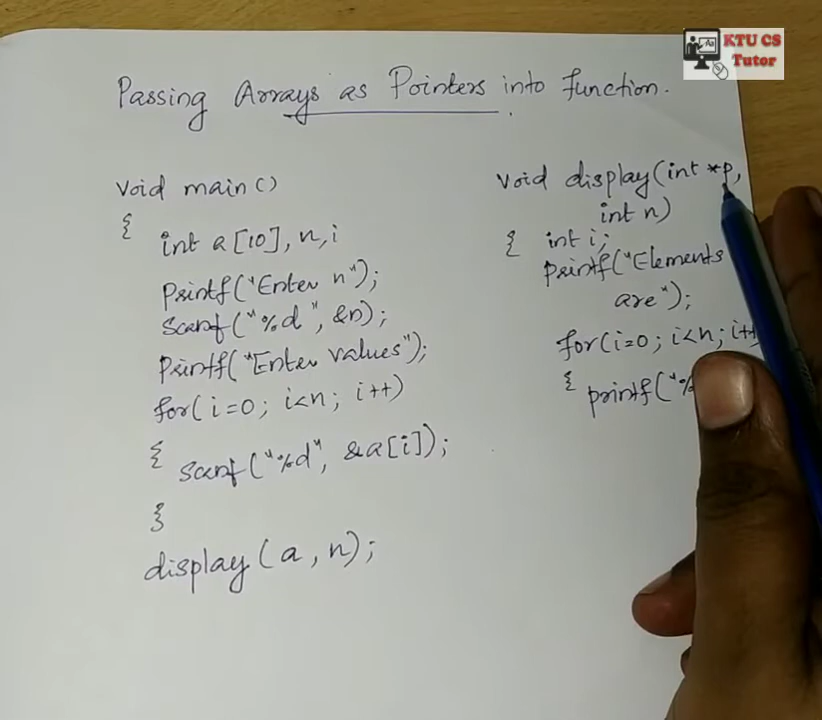 KTU CS
Tutor
Passing Arrays as Pointers into function.
void main()
{
int a[10], n, i
Printf("Enter n");
Scanf("%d", &n);
Printf("Enter values");
for(i=0; i<n; i++)
{ Scanf("%d", &a[i]);
}
display(a, n);
void display(int *p,
int n)
{ int i;
printf("Elements
are");
for(i=0; i<n; i++
{ printf("%